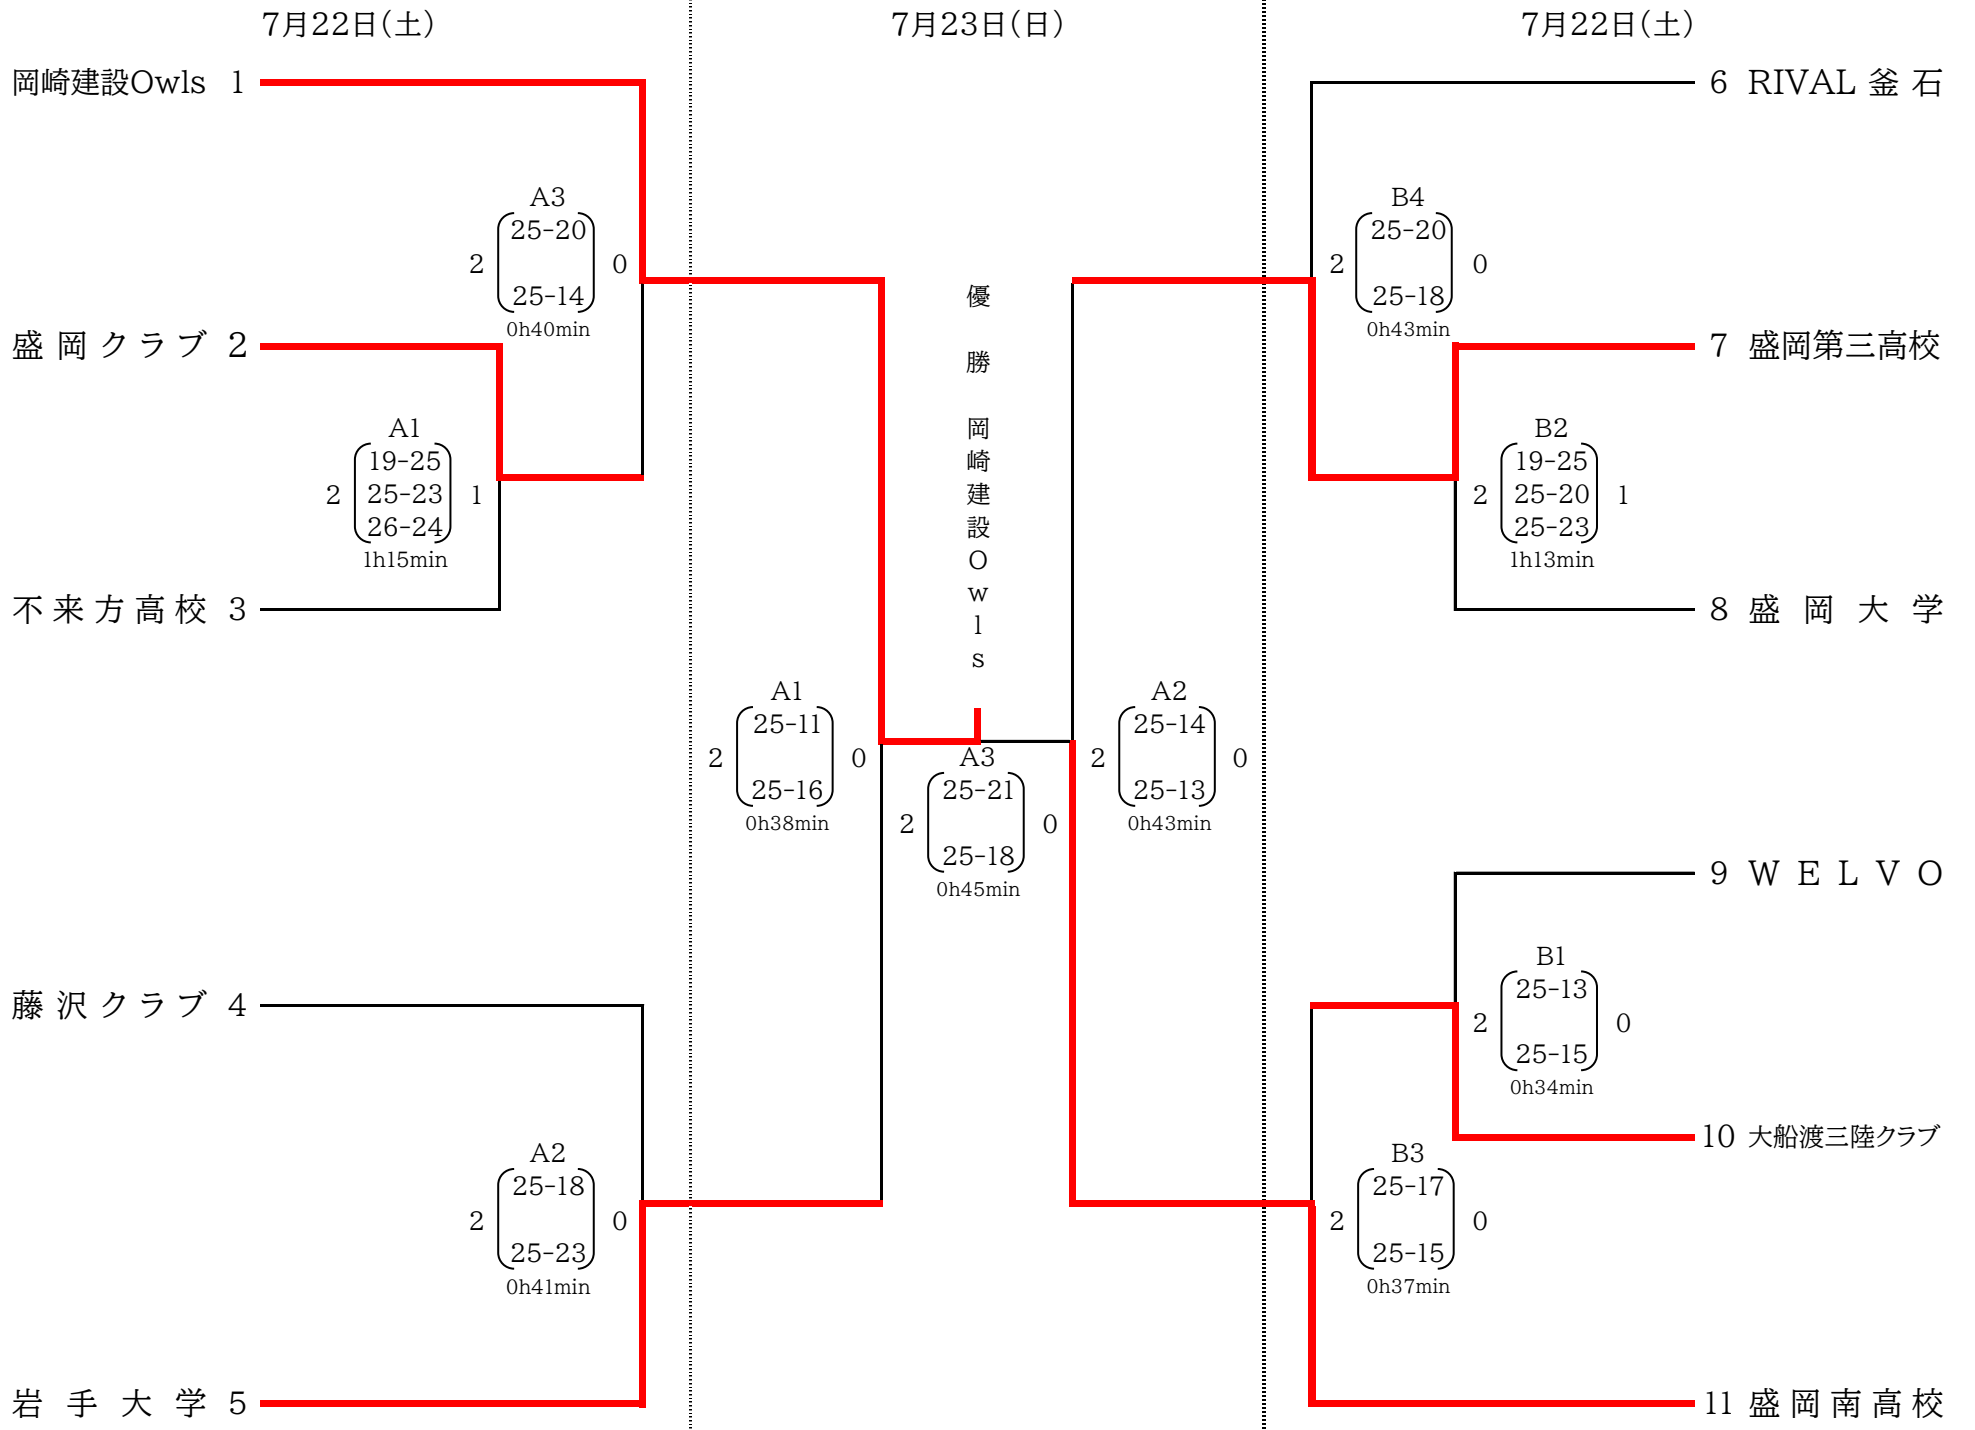 7月22日(土)
7月23日(日)
7月22日(土)
岡崎建設Owls 1
6 RIVAL 釜石
A3
25-20
2 0
25-14
0h40min
B4
25-20
2 0
25-18
0h43min
盛岡クラブ 2
7 盛岡第三高校
A1
19-25
2 25-23 1
26-24
1h15min
B2
19-25
2 25-20 1
25-23
1h13min
不来方高校 3
8 盛岡大学
優勝 岡崎建設Owls
A1
25-11
2 0
25-16
0h38min
A3
25-21
2 0
25-18
0h45min
A2
25-14
2 0
25-13
0h43min
9 WELVO
B1
25-13
2 0
25-15
0h34min
藤沢クラブ 4
10 大船渡三陸クラブ
A2
25-18
2 0
25-23
0h41min
B3
25-17
2 0
25-15
0h37min
岩手大学 5
11 盛岡南高校